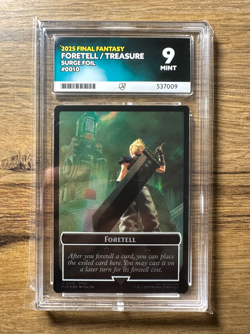 2025 FINAL FANTASY
FORETELL / TREASURE
SURGE FOIL
#0010
9
MINT
537009
FORETELL
After you foretell a card, you can place
the exiled card here. You may cast it on
a later turn for its foretell cost.